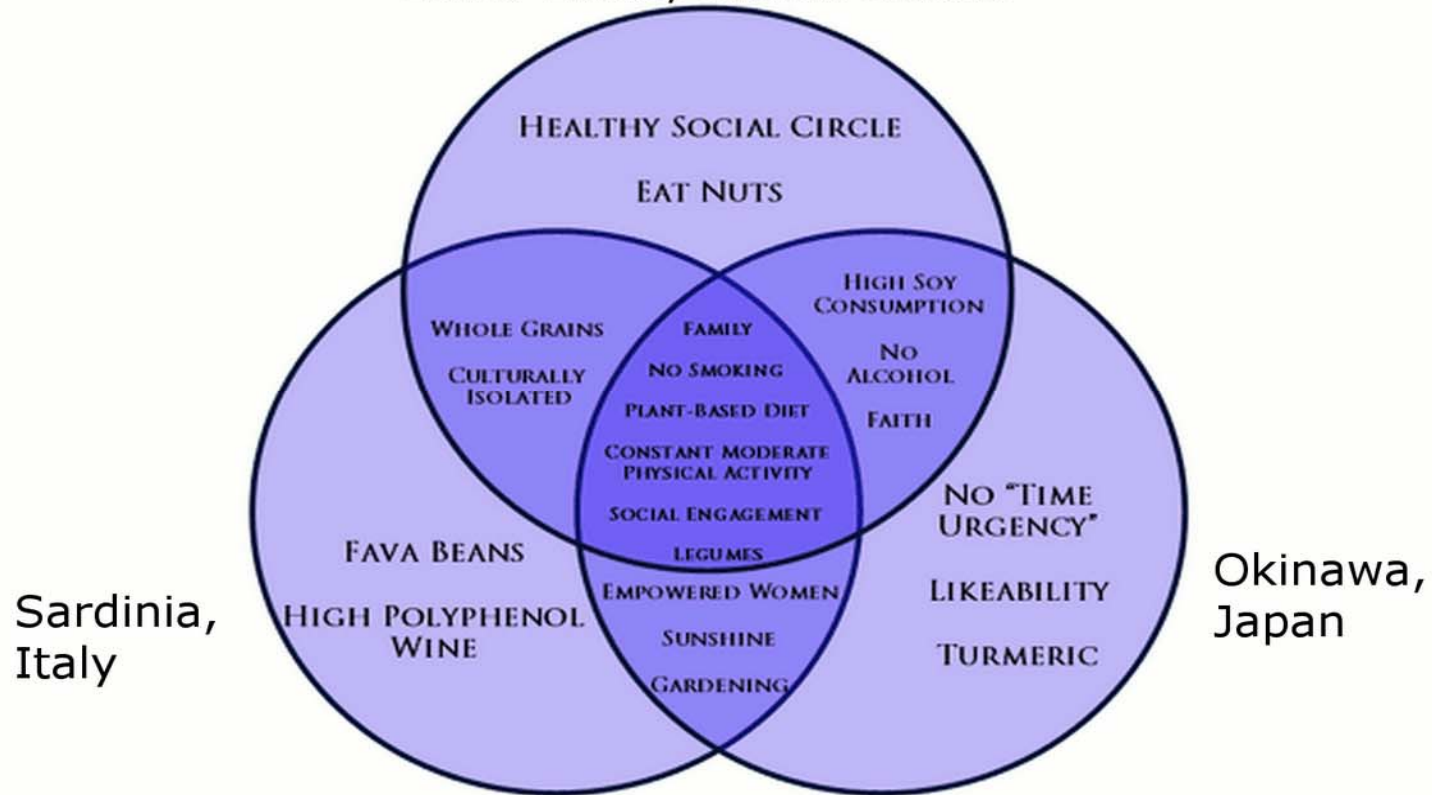 HEALTHY SOCIAL CIRCLE
EAT NUTS
WHOLE GRAINS
CULTURALLY
ISOLATED
FAMILY
NO SMOKING
PLANT-BASED DIET
CONSTANT MODERATE
PHYSICAL ACTIVITY
SOCIAL ENGAGEMENT
LEGUMES
HIGH SOY
CONSUMPTION
NO
ALCOHOL
FAITH
FAVA BEANS
HIGH POLYPHENOL
WINE
EMPOWERED WOMEN
SUNSHINE
GARDENING
NO “TIME
URGENCY”
LIKEABILITY
TURMERIC
Sardinia,
Italy
Okinawa,
Japan